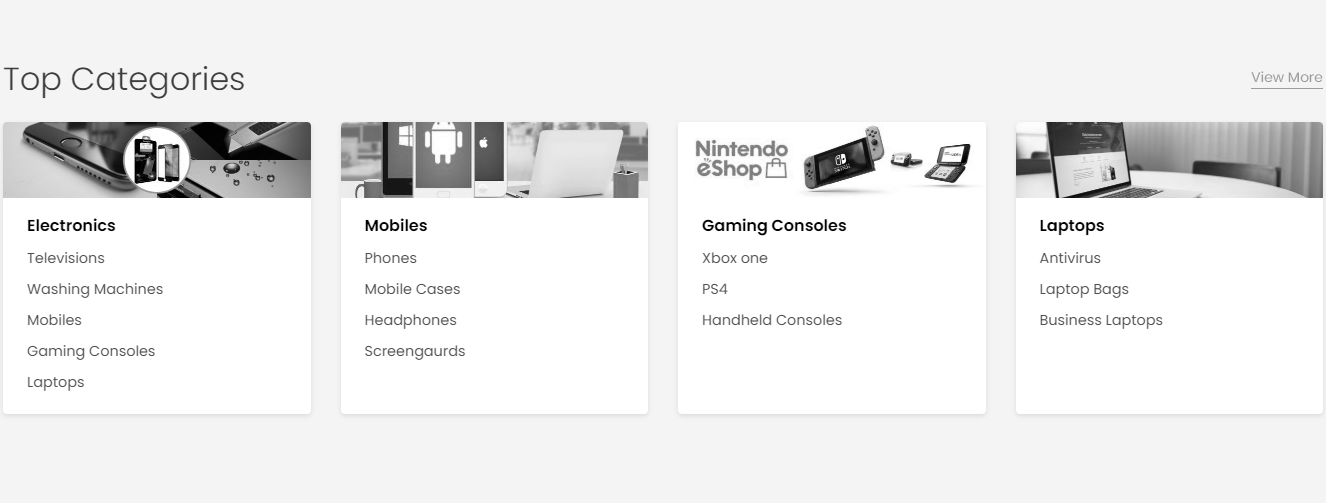 Top Categories
View More
Nintendo
eShop
Electronics
Televisions
Washing Machines
Mobiles
Gaming Consoles
Laptops
Mobiles
Phones
Mobile Cases
Headphones
Screengaurds
Gaming Consoles
Xbox one
PS4
Handheld Consoles
Laptops
Antivirus
Laptop Bags
Business Laptops